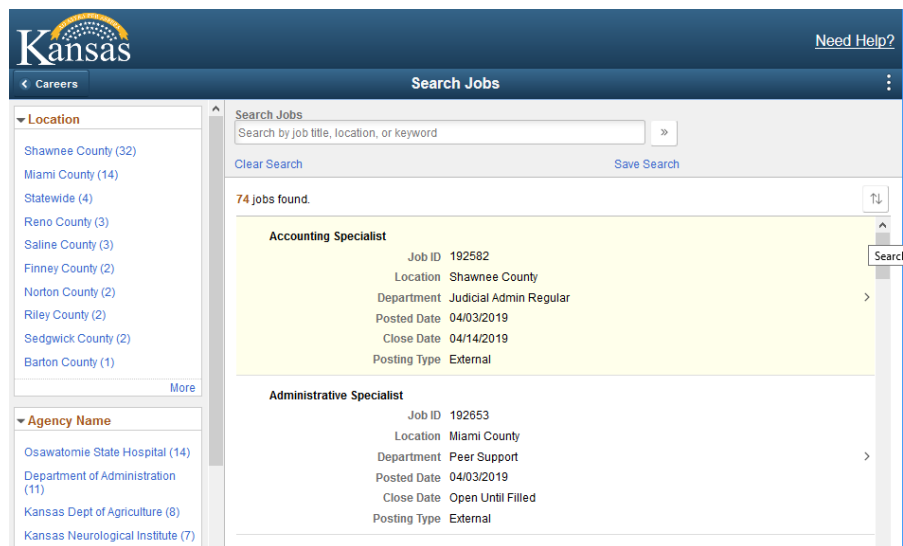 Kansas
Need Help?
Careers
Search Jobs
Location
Shawnee County (32)
Miami County (14)
Statewide (4)
Reno County (3)
Saline County (3)
Finney County (2)
Norton County (2)
Riley County (2)
Sedgwick County (2)
Barton County (1)
More
Agency Name
Osawatomie State Hospital (14)
Department of Administration
(11)
Kansas Dept of Agriculture (8)
Kansas Neurological Institute (7)
Search Jobs
Search by job title, location, or keyword
»
Clear Search
Save Search
74 jobs found.
Accounting Specialist
Job ID 192582
Location Shawnee County
Department Judicial Admin Regular
Posted Date 04/03/2019
Close Date 04/14/2019
Posting Type External
Search
Administrative Specialist
Job ID 192653
Location Miami County
Department Peer Support
Posted Date 04/03/2019
Close Date Open Until Filled
Posting Type External